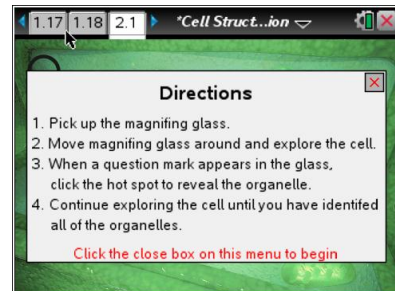 1.17 1.18 2.1 *Cell Struct...ion
Directions
1. Pick up the magnifing glass.
2. Move magnifing glass around and explore the cell.
3. When a question mark appears in the glass,
click the hot spot to reveal the organelle.
4. Continue exploring the cell until you have identifed
all of the organelles.
Click the close box on this menu to begin